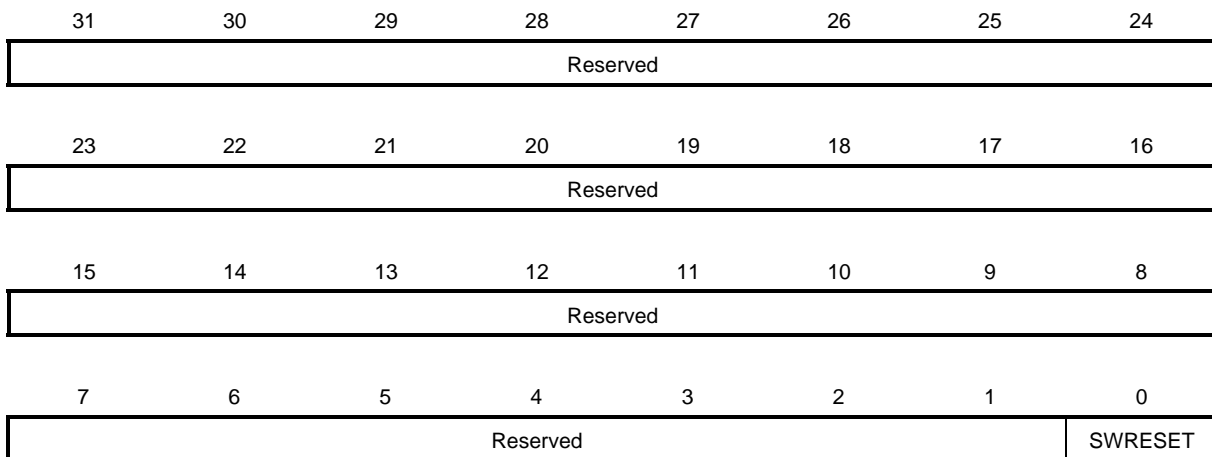 31 30 29 28 27 26 25 24
Reserved
23 22 21 20 19 18 17 16
Reserved
15 14 13 12 11 10 9 8
Reserved
7 6 5 4 3 2 1 0
Reserved SWRESET